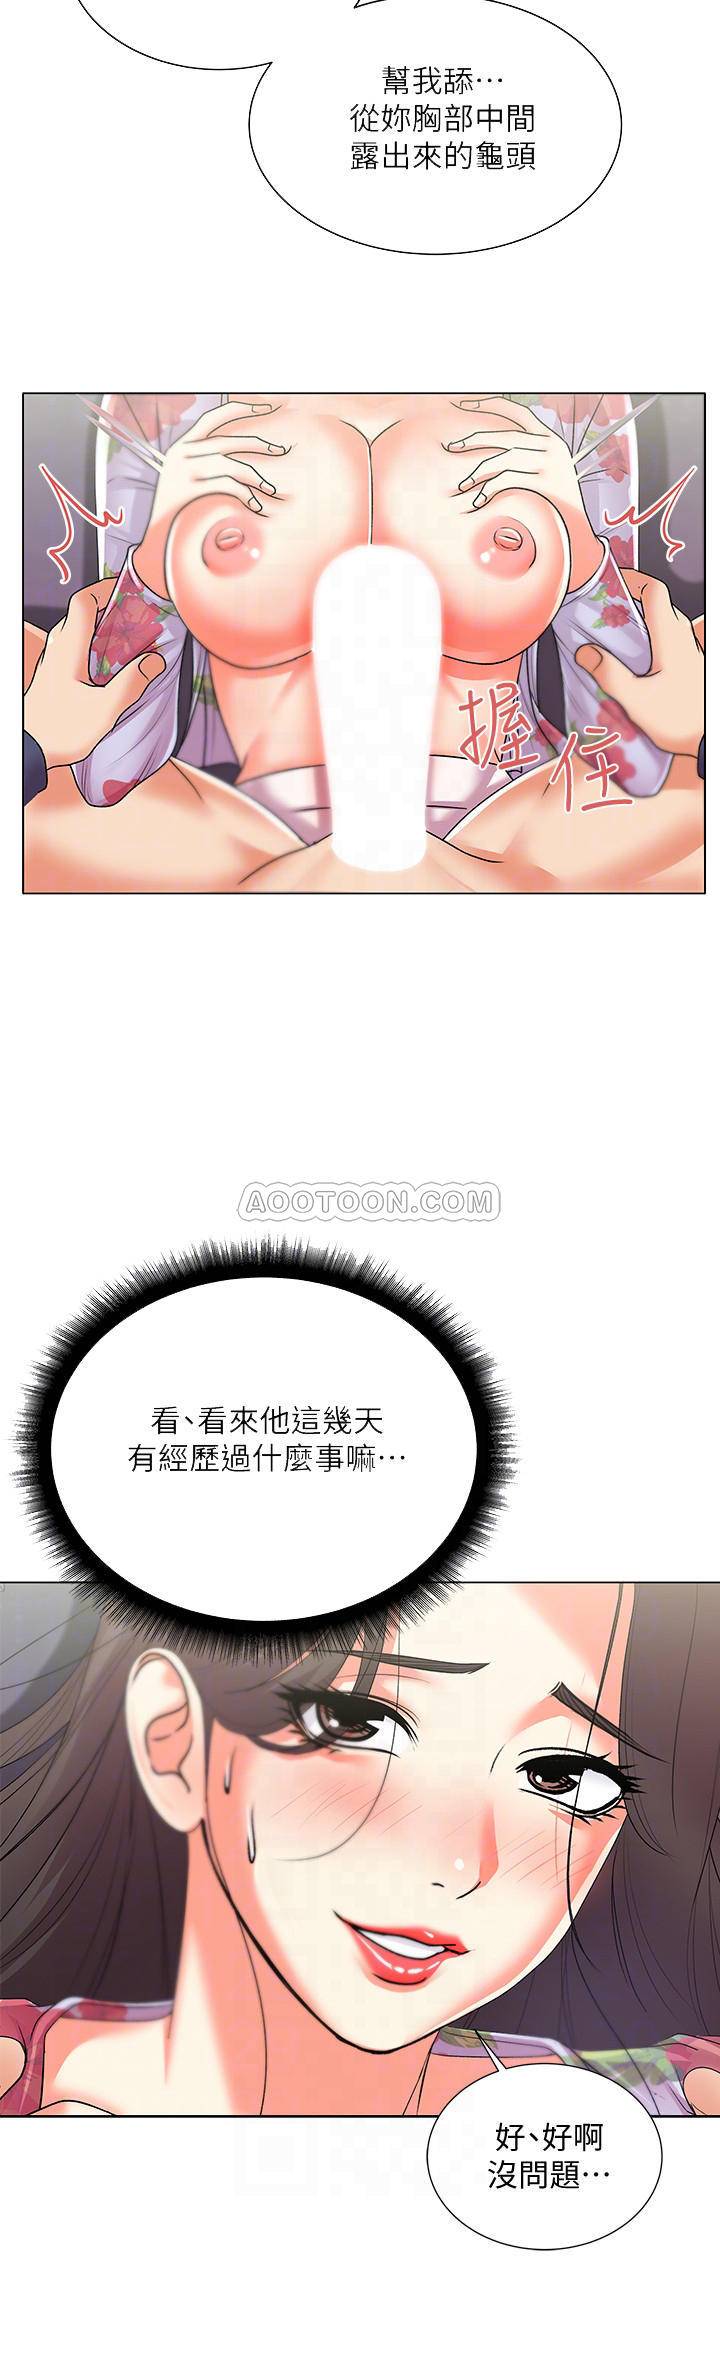 幫我舔⋯
從妳胸部中間
露出來的龜頭
握住
AOOTOON.COM
看、看來他這幾天
有經歷過什麼事嘛⋯
好、好啊
沒問題⋯